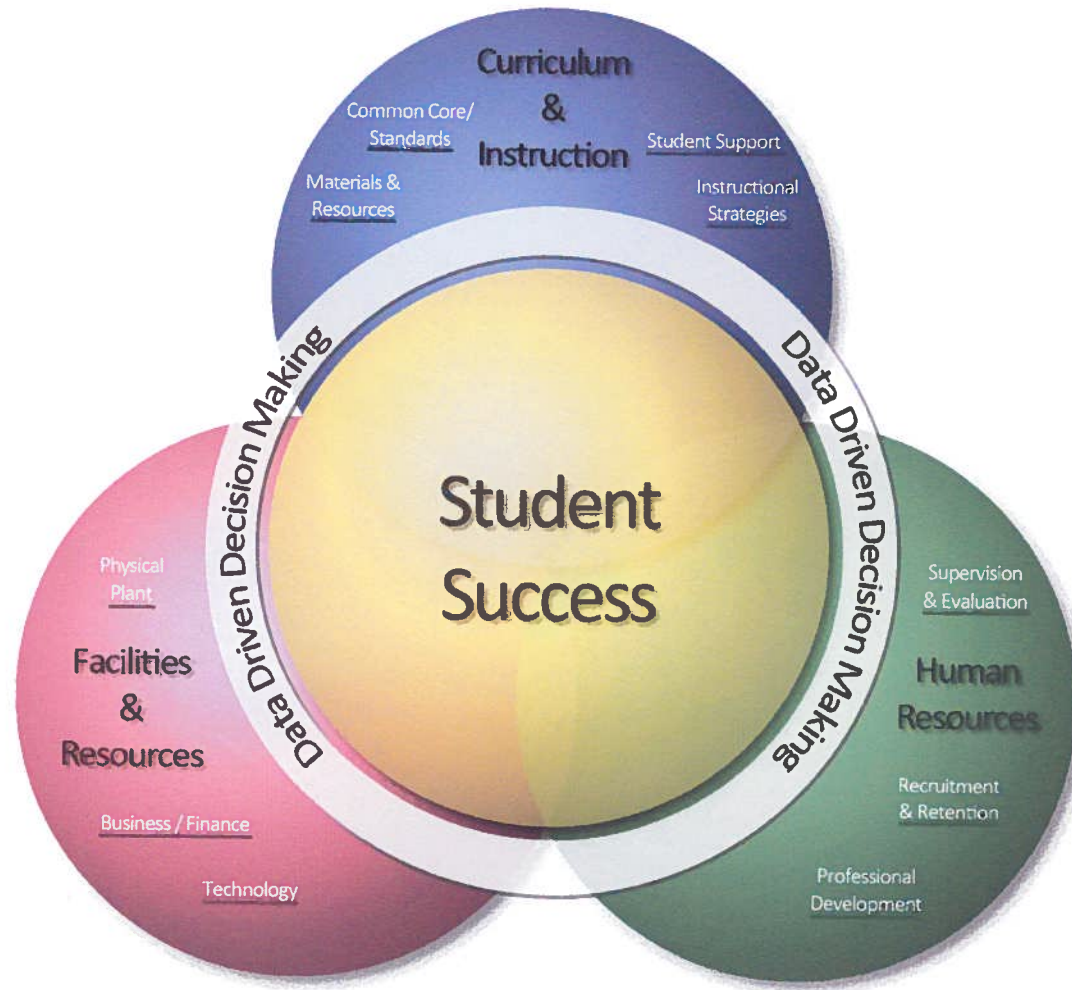 Curriculum
&
Instruction
Common Core/
Standards
Materials &
Resources
Student Support
Instructional
Strategies
Data Driven Decision Making
Data Driven Decision Making
Student
Success
Physical
Plant
Facilities
&
Resources
Business / Finance
Technology
Supervision
& Evaluation
Human
Resources
Recruitment
& Retention
Professional
Development